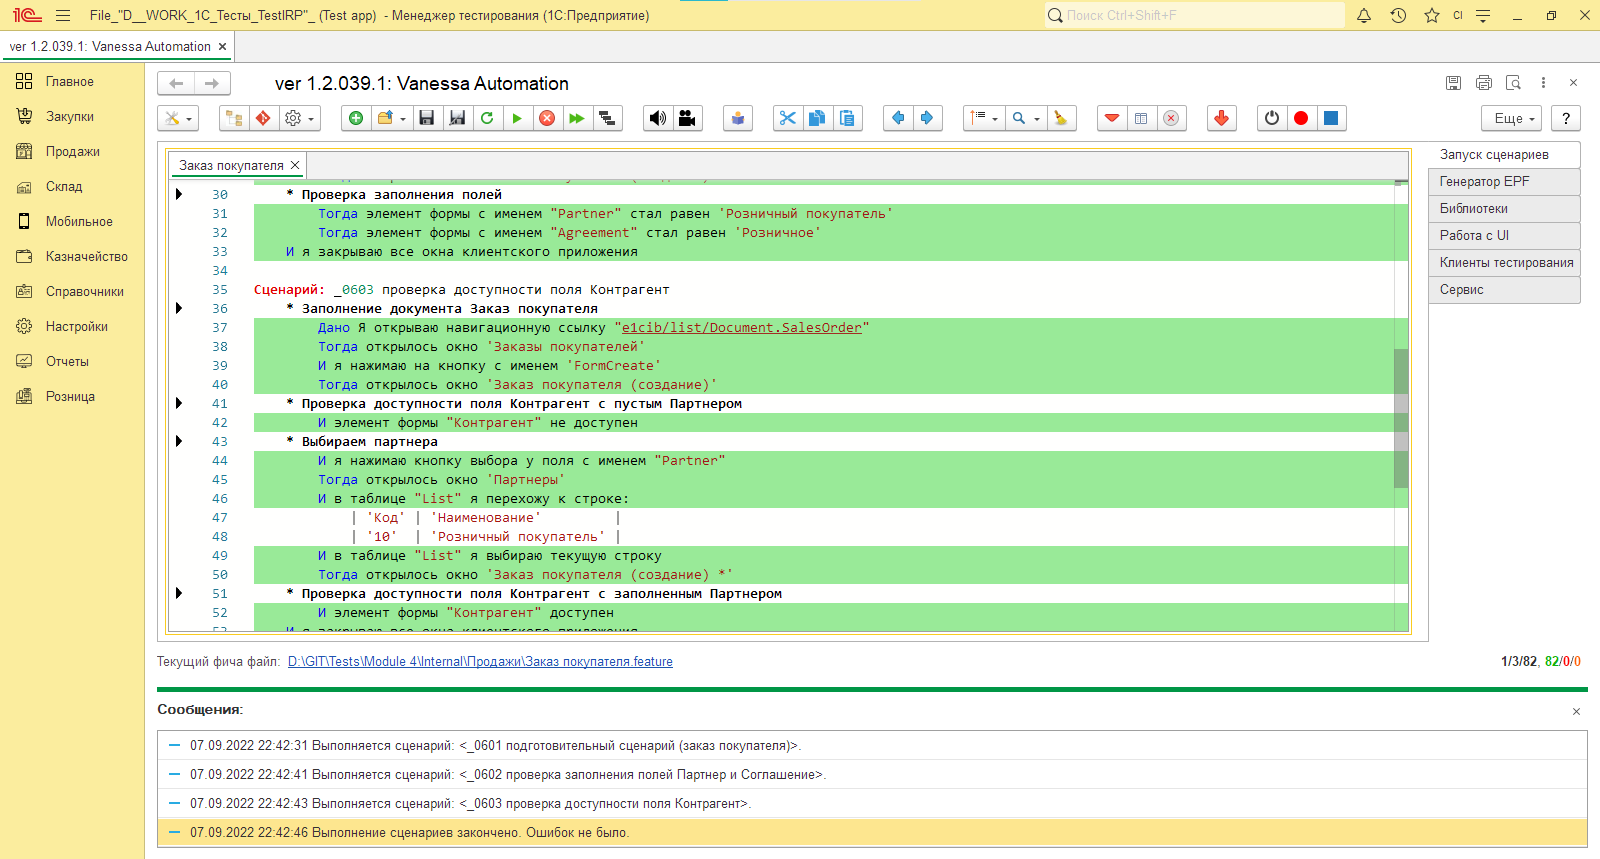 File_"D__WORK_1C_Тесты_TestIRP"_ (Test app) - Менеджер тестирования (1С:Предприятие)
Поиск Ctrl+Shift+F
CI
ver 1.2.039.1: Vanessa Automation ×
Главное
Закупки
Продажи
Склад
Мобильное
Казначейство
Справочники
Настройки
Отчеты
Розница
ver 1.2.039.1: Vanessa Automation
Еще
?
Заказ покупателя ×
30 * Проверка заполнения полей
31 Тогда элемент формы с именем "Partner" стал равен 'Розничный покупатель'
32 Тогда элемент формы с именем "Agreement" стал равен 'Розничное'
33 И я закрываю все окна клиентского приложения
34
35 Сценарий: _0603 проверка доступности поля Контрагент
36 * Заполнение документа Заказ покупателя
37 Дано Я открываю навигационную ссылку "e1cib/list/Document.SalesOrder"
38 Тогда открылось окно 'Заказы покупателей'
39 И я нажимаю на кнопку с именем 'FormCreate'
40 Тогда открылось окно 'Заказ покупателя (создание)'
41 * Проверка доступности поля Контрагент с пустым Партнером
42 И элемент формы "Контрагент" не доступен
43 * Выбираем партнера
44 И я нажимаю кнопку выбора у поля с именем "Partner"
45 Тогда открылось окно 'Партнеры'
46 И в таблице "List" я перехожу к строке:
47 | 'Код' | 'Наименование' |
48 | '10' | 'Розничный покупатель' |
49 И в таблице "List" я выбираю текущую строку
50 Тогда открылось окно 'Заказ покупателя (создание) *'
51 * Проверка доступности поля Контрагент с заполненным Партнером
52 И элемент формы "Контрагент" доступен
53 И я закрываю все окна клиентского приложения
Запуск сценариев
Генератор EPF
Библиотеки
Работа с UI
Клиенты тестирования
Сервис
Текущий фича файл: D:\GIT\Tests\Module 4\Internal\Продажи\Заказ покупателя.feature
1/3/82, 82/0/0
Сообщения:
07.09.2022 22:42:31 Выполняется сценарий: <_0601 подготовительный сценарий (заказ покупателя)>.
07.09.2022 22:42:41 Выполняется сценарий: <_0602 проверка заполнения полей Партнер и Соглашение>.
07.09.2022 22:42:43 Выполняется сценарий: <_0603 проверка доступности поля Контрагент>.
07.09.2022 22:42:46 Выполнение сценариев закончено. Ошибок не было.